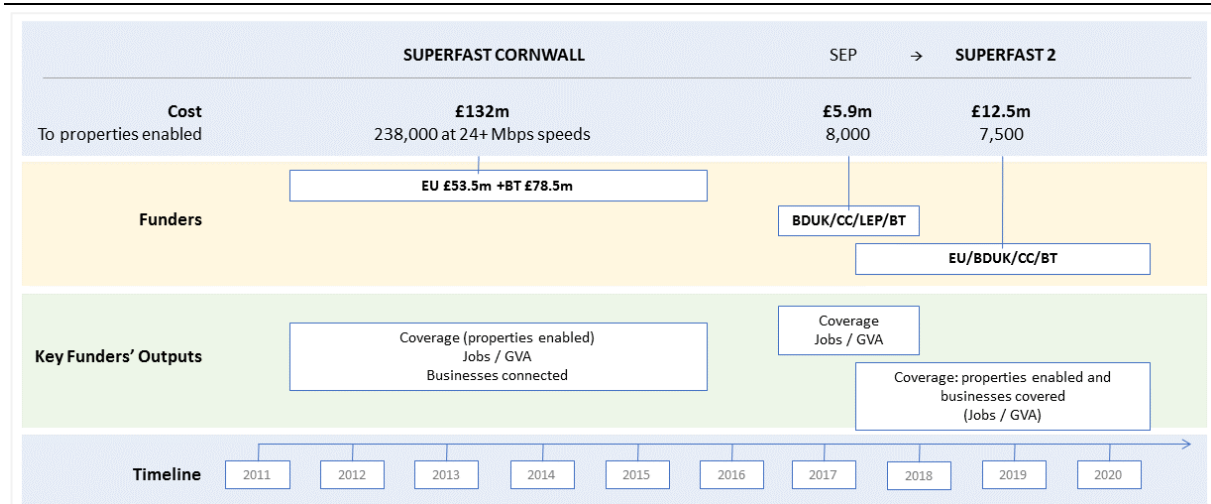 SUPERFAST CORNWALL SEP → SUPERFAST 2
Cost £132m £5.9m £12.5m
To properties enabled 238,000 at 24+ Mbps speeds 8,000 7,500
EU £53.5m +BT £78.5m
Funders BDUK/CC/LEP/BT
EU/BDUK/CC/BT
Key Funders' Outputs
Coverage (properties enabled)
Jobs / GVA
Businesses connected
Coverage
Jobs / GVA
Coverage: properties enabled and
businesses covered
(Jobs / GVA)
Timeline 2011 2012 2013 2014 2015 2016 2017 2018 2019 2020